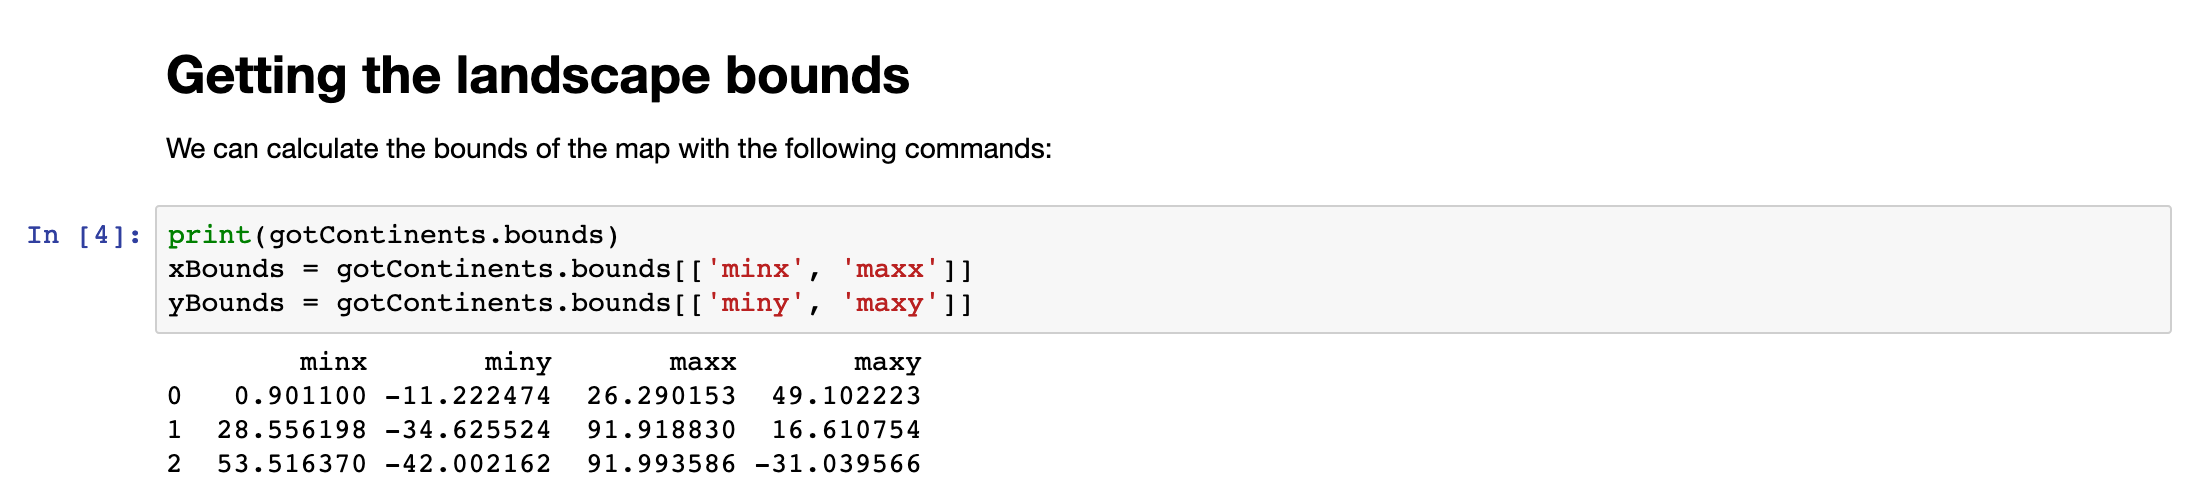 Getting the landscape bounds
We can calculate the bounds of the map with the following commands:
In [4]: print(gotContinents.bounds)
xBounds = gotContinents.bounds[['minx', 'maxx']]
yBounds = gotContinents.bounds[['miny', 'maxy']]
minx miny maxx maxy
0 0.901100 -11.222474 26.290153 49.102223
1 28.556198 -34.625524 91.918830 16.610754
2 53.516370 -42.002162 91.993586 -31.039566